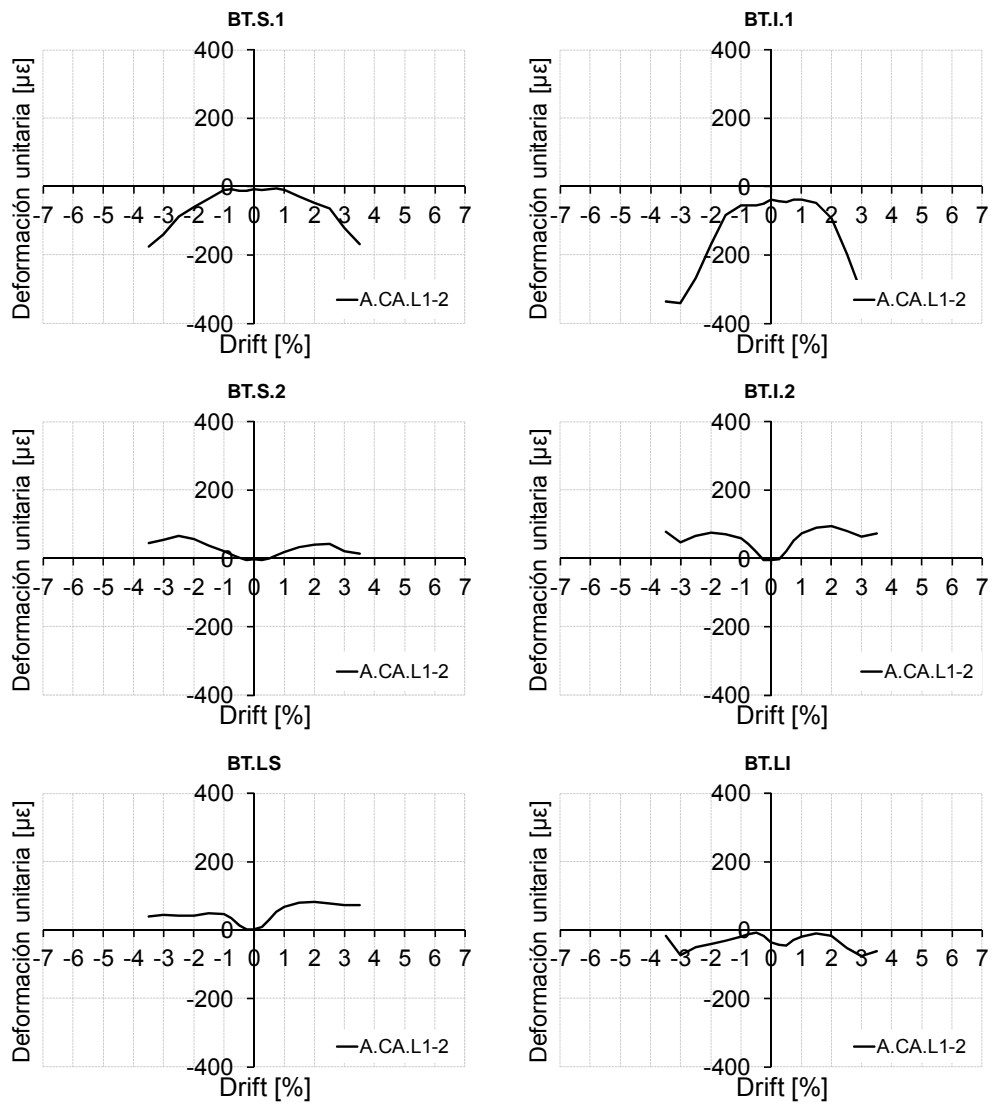 BT.S.1
400
200
0
-7 -6 -5 -4 -3 -2 -1 0 1 2 3 4 5 6 7
-200
-400
Deformación unitaria [με]
A.CA.L1-2
Drift [%]
BT.I.1
400
200
0
-7 -6 -5 -4 -3 -2 -1 0 1 2 3 4 5 6 7
-200
-400
Deformación unitaria [με]
A.CA.L1-2
Drift [%]
BT.S.2
400
200
0
-7 -6 -5 -4 -3 -2 -1 0 1 2 3 4 5 6 7
-200
-400
Deformación unitaria [με]
A.CA.L1-2
Drift [%]
BT.I.2
400
200
0
-7 -6 -5 -4 -3 -2 -1 0 1 2 3 4 5 6 7
-200
-400
Deformación unitaria [με]
A.CA.L1-2
Drift [%]
BT.LS
400
200
0
-7 -6 -5 -4 -3 -2 -1 0 1 2 3 4 5 6 7
-200
-400
Deformación unitaria [με]
A.CA.L1-2
Drift [%]
BT.LI
400
200
0
-7 -6 -5 -4 -3 -2 -1 0 1 2 3 4 5 6 7
-200
-400
Deformación unitaria [με]
A.CA.L1-2
Drift [%]